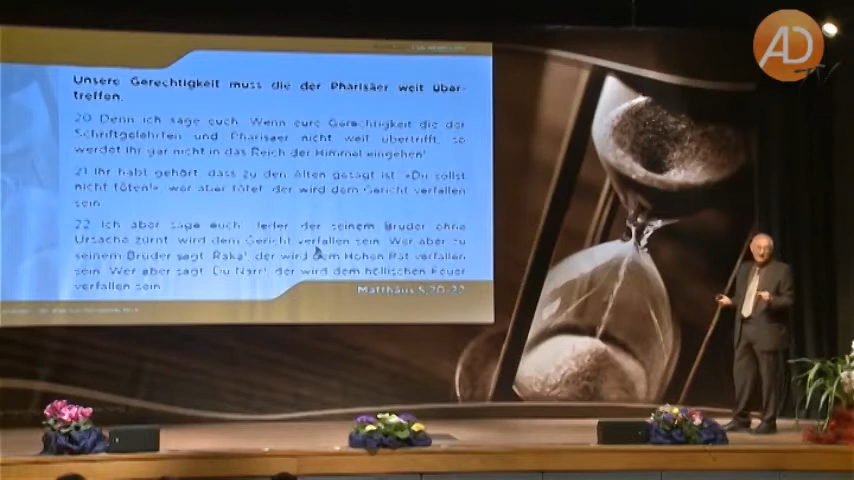 Unsere Gerechtigkeit muss die der Pharisäer weit über-
treffen.
20 Denn ich sage euch: Wenn eure Gerechtigkeit die der
Schriftgelehrten und Pharisäer nicht weit übertrifft, so
werdet ihr gar nicht in das Reich der Himmel eingehen!
21 Ihr habt gehört, dass zu den Alten gesagt ist: »Du sollst
nicht töten!«, wer aber tötet, der wird dem Gericht verfallen
sein.
22 Ich aber sage euch: Jeder, der seinem Bruder ohne
Ursache zürnt, wird dem Gericht verfallen sein. Wer aber zu
seinem Bruder sagt: Raka!, der wird dem Hohen Rat verfallen
sein. Wer aber sagt: Du Narr!, der wird dem höllischen Feuer
verfallen sein.
Matthäus 5,20-22
AD
TV